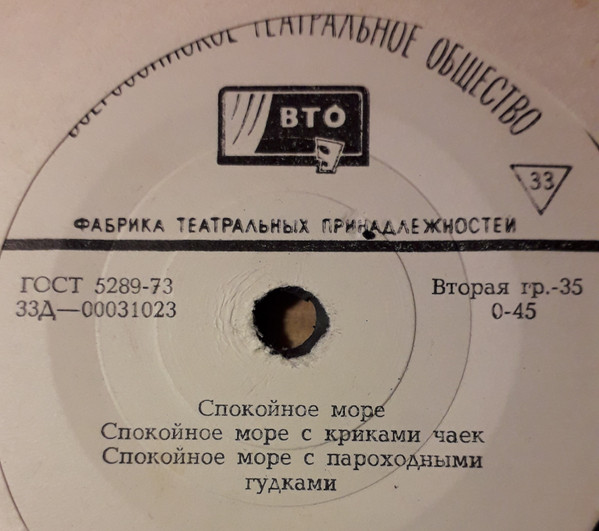 ВСЕРОССИЙСКОЕ ТЕАТРАЛЬНОЕ ОБЩЕСТВО
ВТО
33
ФАБРИКА ТЕАТРАЛЬНЫХ ПРИНАДЛЕЖНОСТЕЙ
ГОСТ 5289-73
33Д—00031023
Вторая гр.-35
0-45
Спокойное море
Спокойное море с криками чаек
Спокойное море с пароходными
гудками